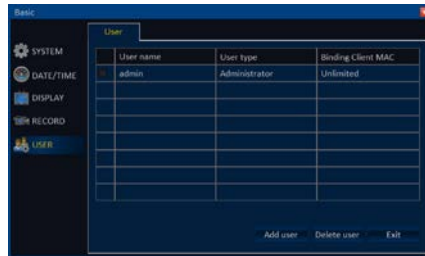 Basic
User
SYSTEM
DATE/TIME
DISPLAY
RECORD
USER
User name User type Binding Client MAC
admin Administrator Unlimited
Add user Delete user Exit